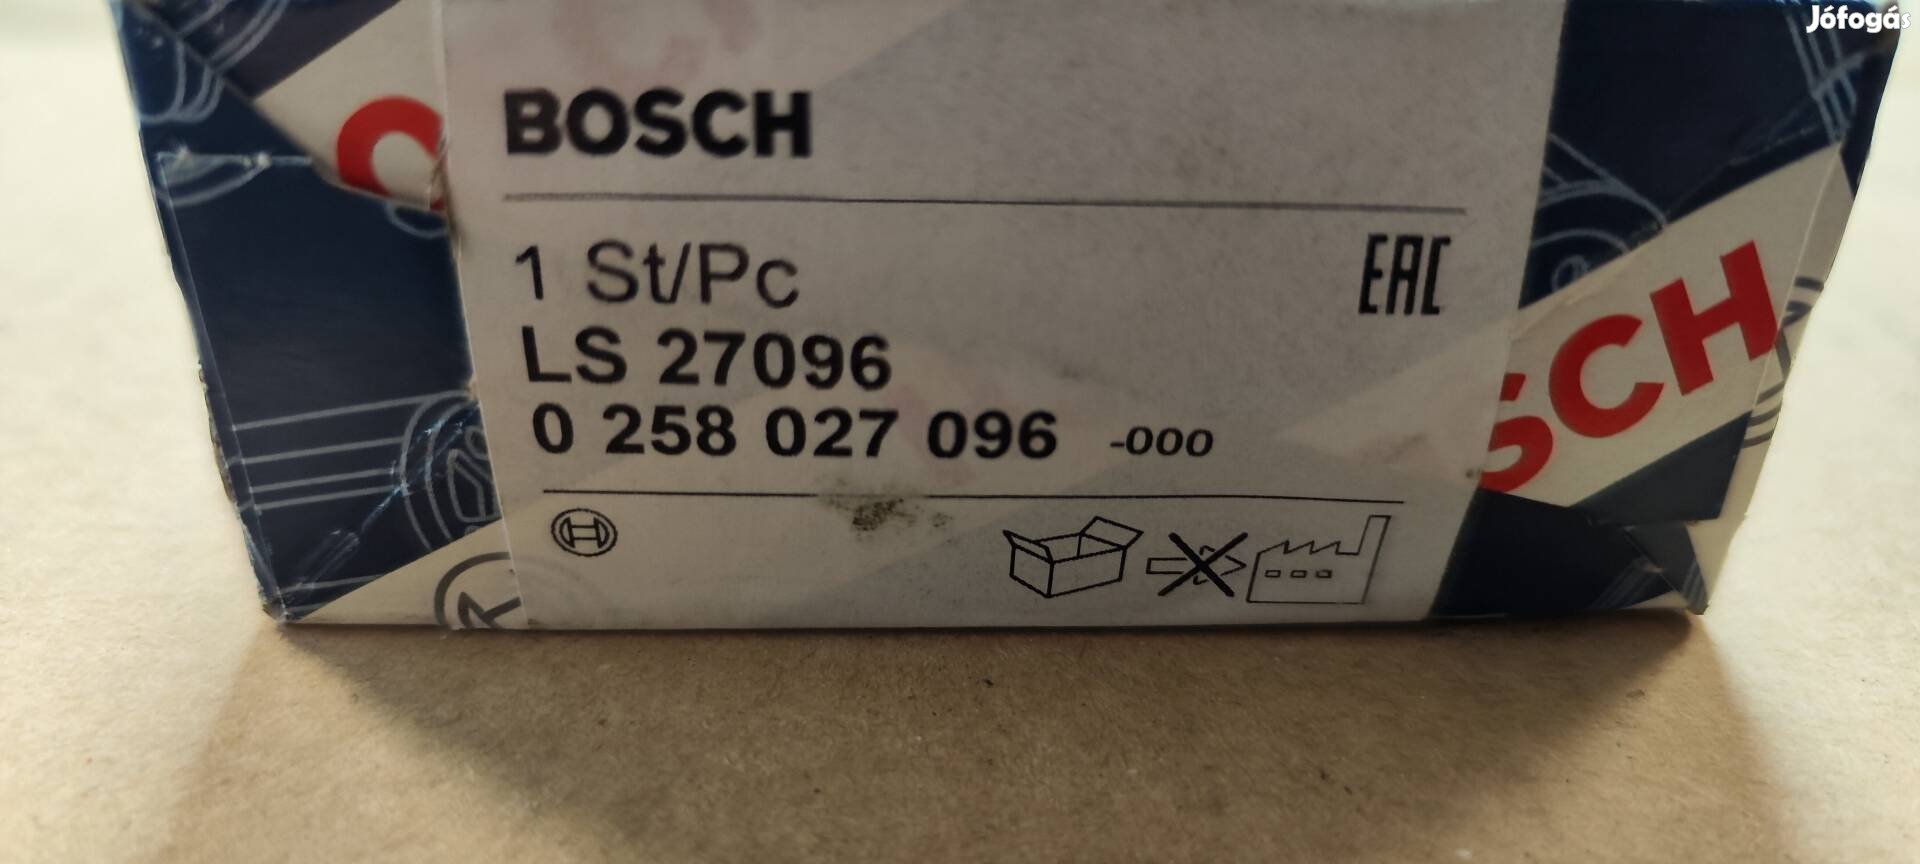 Jófogás
BOSCH
1 St/Pc
EAC
LS 27096
0 258 027 096 -000
SCH